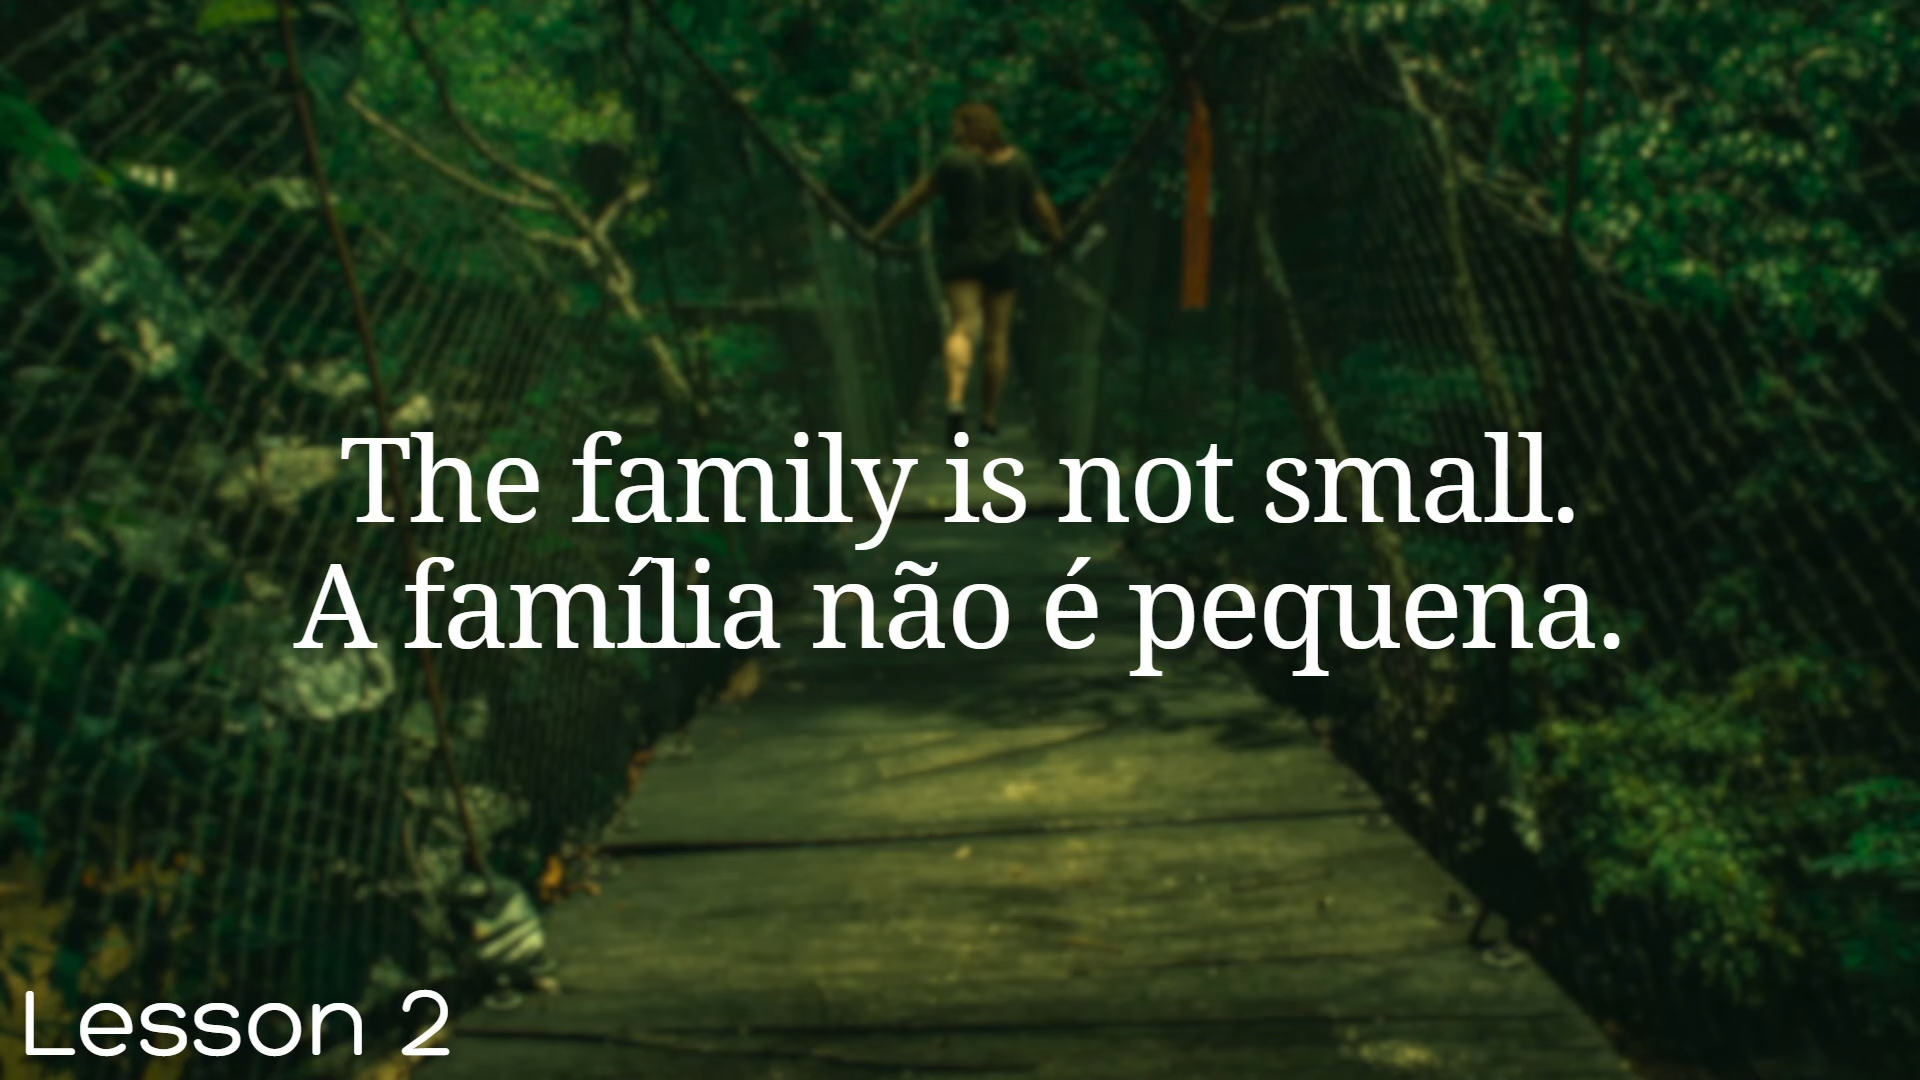 The family is not small.
A família não é pequena.
Lesson 2